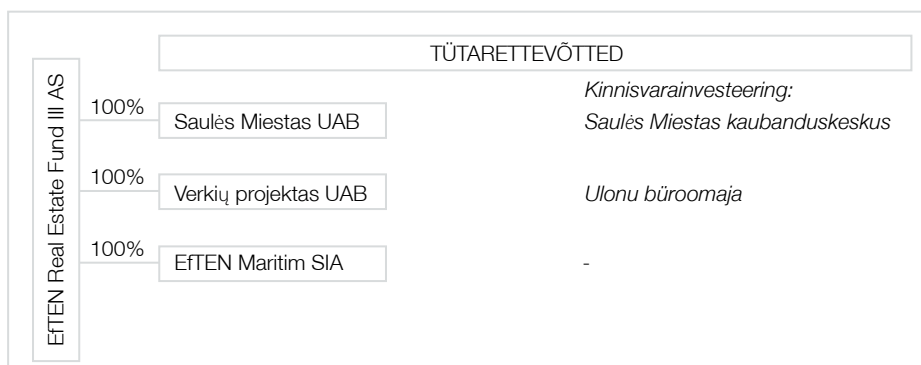 TÜTARETTEVÕTTED
EfTEN Real Estate Fund III AS
Kinnisvarainvesteering:
100%
Saulės Miestas UAB
Saulės Miestas kaubanduskeskus
100%
Verkių projektas UAB
Ulonu büroomaja
100%
EfTEN Maritim SIA
-